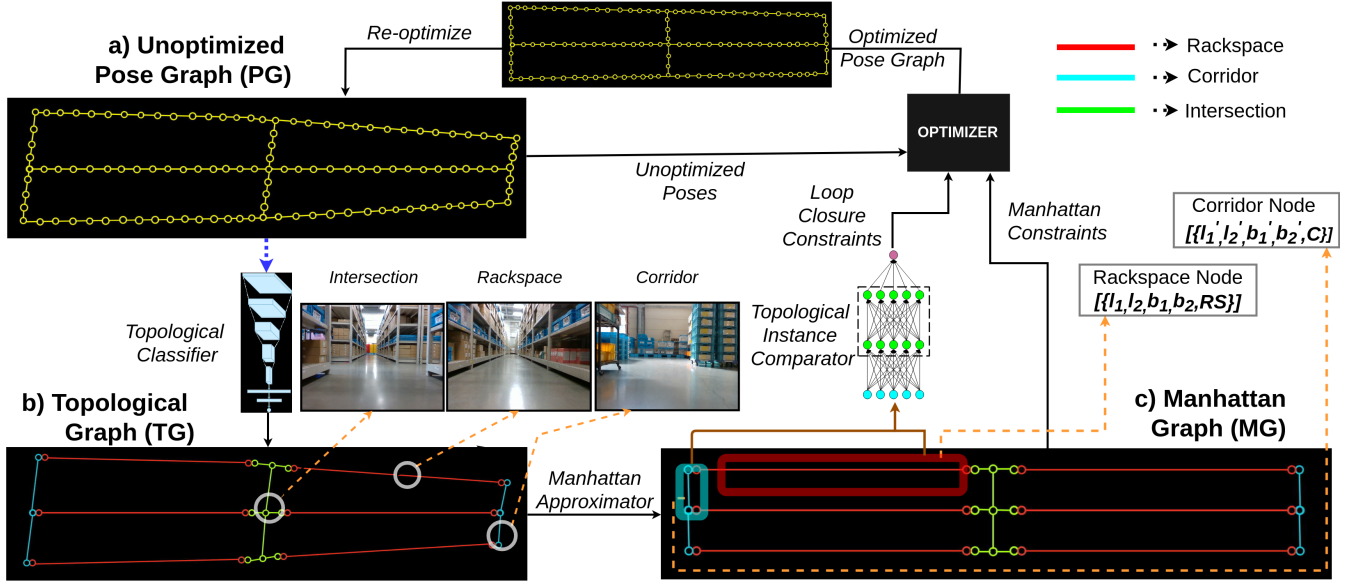 a) Unoptimized
Pose Graph (PG)
Re-optimize
Optimized
Pose Graph
Rackspace
Corridor
Intersection
OPTIMIZER
Unoptimized
Poses
Loop
Closure
Constraints
Manhattan
Constraints
Corridor Node
[{l1',l2',b1',b2',C}]
Rackspace Node
[{l1,l2,b1,b2,RS}]
Topological
Classifier
Intersection
Rackspace
Corridor
Topological
Instance
Comparator
b) Topological
Graph (TG)
Manhattan
Approximator
c) Manhattan
Graph (MG)